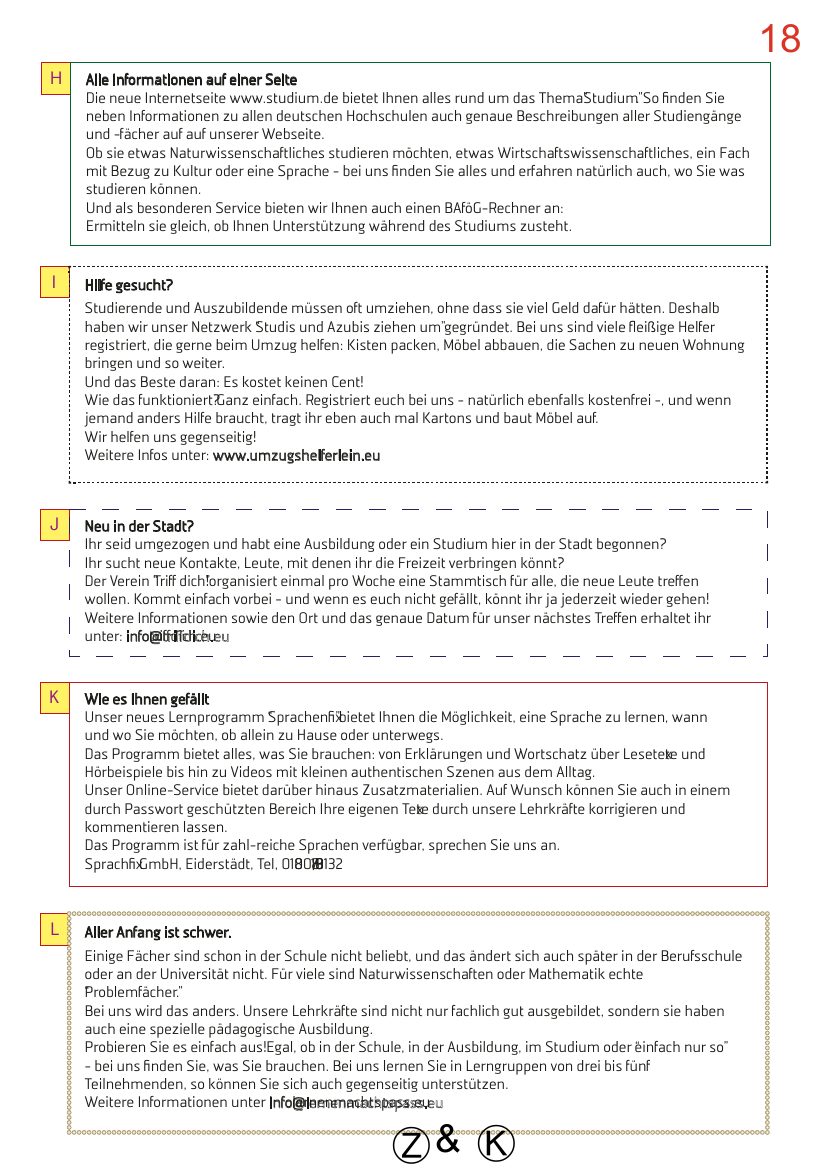 18
H
Alle Informationen auf einer Seite
Die neue Internetseite www.studium.de bietet Ihnen alles rund um das Thema"Studium". So finden Sie
neben Informationen zu allen deutschen Hochschulen auch genaue Beschreibungen aller Studiengänge
und -fächer auf auf unserer Webseite.
Ob sie etwas Naturwissenschaftliches studieren möchten, etwas Wirtschaftswissenschaftliches, ein Fach
mit Bezug zu Kultur oder eine Sprache - bei uns finden Sie alles und erfahren natürlich auch, wo Sie was
studieren können.
Und als besonderen Service bieten wir Ihnen auch einen BAföG-Rechner an:
Ermitteln sie gleich, ob Ihnen Unterstützung während des Studiums zusteht.
I
Hilfe gesucht?
Studierende und Auszubildende müssen oft umziehen, ohne dass sie viel Geld dafür hätten. Deshalb
haben wir unser Netzwerk "Studis und Azubis ziehen um"gegründet. Bei uns sind viele fleißige Helfer
registriert, die gerne beim Umzug helfen: Kisten packen, Möbel abbauen, die Sachen zu neuen Wohnung
bringen und so weiter.
Und das Beste daran: Es kostet keinen Cent!
Wie das funktioniert?Ganz einfach. Registriert euch bei uns - natürlich ebenfalls kostenfrei -, und wenn
jemand anders Hilfe braucht, tragt ihr eben auch mal Kartons und baut Möbel auf.
Wir helfen uns gegenseitig!
Weitere Infos unter: www.umzugshelferlein.eu
J
Neu in der Stadt?
Ihr seid umgezogen und habt eine Ausbildung oder ein Studium hier in der Stadt begonnen?
Ihr sucht neue Kontakte, Leute, mit denen ihr die Freizeit verbringen könnt?
Der Verein "Triff dich!"organisiert einmal pro Woche eine Stammtisch für alle, die neue Leute treffen
wollen. Kommt einfach vorbei - und wenn es euch nicht gefällt, könnt ihr ja jederzeit wieder gehen!
Weitere Informationen sowie den Ort und das genaue Datum für unser nächstes Treffen erhaltet ihr
unter:
K
Wie es Ihnen gefällt
Unser neues Lernprogramm "Sprachenfix"bietet Ihnen die Möglichkeit, eine Sprache zu lernen, wann
und wo Sie möchten, ob allein zu Hause oder unterwegs.
Das Programm bietet alles, was Sie brauchen: von Erklärungen und Wortschatz über Lesetexte und
Hörbeispiele bis hin zu Videos mit kleinen authentischen Szenen aus dem Alltag.
Unser Online-Service bietet darüber hinaus Zusatzmaterialien. Auf Wunsch können Sie auch in einem
durch Passwort geschützten Bereich Ihre eigenen Texte durch unsere Lehrkräfte korrigieren und
kommentieren lassen.
Das Programm ist für zahl-reiche Sprachen verfügbar, sprechen Sie uns an.
Sprachfix GmbH, Eiderstädt, Tel,
L
Aller Anfang ist schwer.
Einige Fächer sind schon in der Schule nicht beliebt, und das ändert sich auch später in der Berufsschule
oder an der Universität nicht. Für viele sind Naturwissenschaften oder Mathematik echte
"Problemfächer."
Bei uns wird das anders. Unsere Lehrkräfte sind nicht nur fachlich gut ausgebildet, sondern sie haben
auch eine spezielle pädagogische Ausbildung.
Probieren Sie es einfach aus!Egal, ob in der Schule, in der Ausbildung, im Studium oder "einfach nur so"
- bei uns finden Sie, was Sie brauchen. Bei uns lernen Sie in Lerngruppen von drei bis fünf
Teilnehmenden, so können Sie sich auch gegenseitig unterstützen.
Weitere Informationen unter
Z & K